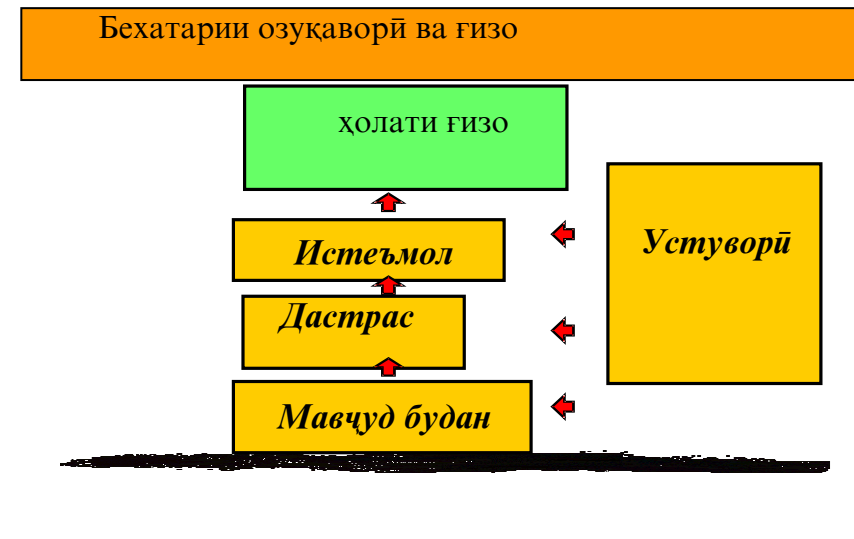 Бехатарии озуқаворӣ ва ғизо
ҳолати ғизо
Истеъмол
Устуворӣ
Дастрас
Мавҷуд будан